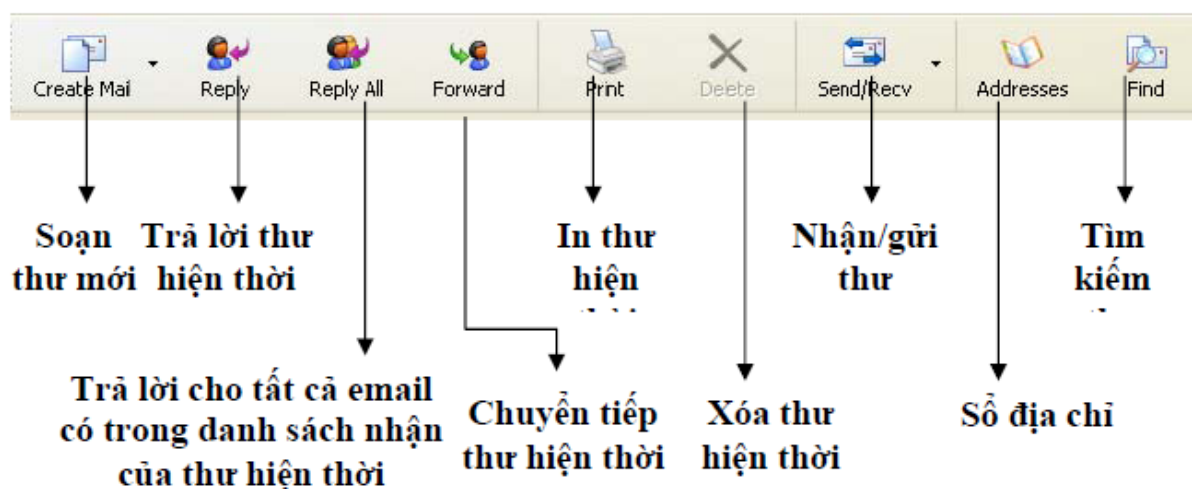 Create Mail Reply Reply All Forward Print Delete Send/Recv Addresses Find
Soạn
thư mới
Trả lời thư
hiện thời
In thư
hiện
Nhận/gửi
thư
Tìm
kiếm
Trả lời cho tất cả email
có trong danh sách nhận
của thư hiện thời
Chuyển tiếp
thư hiện thời
Xóa thư
hiện thời
Sổ địa chỉ